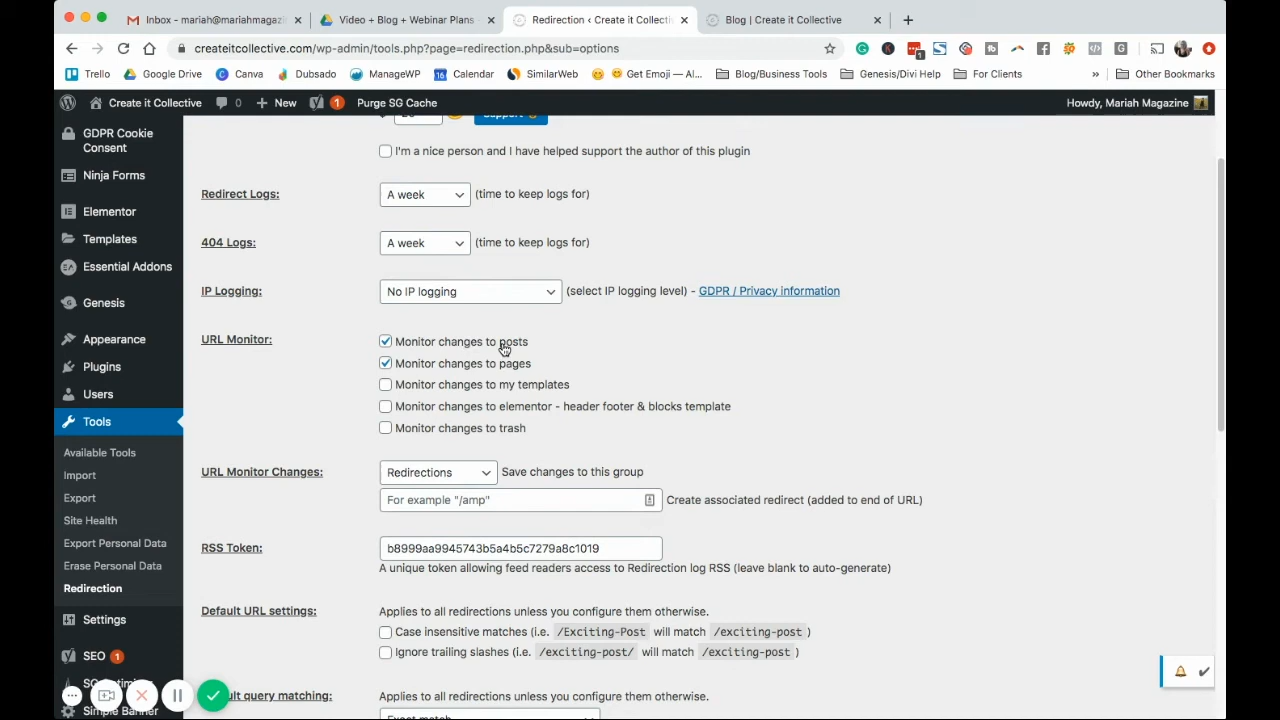 Inbox - mariah@mariahmagazi
Video + Blog + Webinar Plans
Redirection < Create it Collecti
Blog | Create it Collective
createitcollective.com/wp-admin/tools.php?page=redirection.php&sub=options
Trello
Google Drive
Canva
Dubsado
ManageWP
Calendar
SimilarWeb
Get Emoji — Al...
Blog/Business Tools
Genesis/Divi Help
For Clients
»
Other Bookmarks
Create it Collective
0
New
1
Purge SG Cache
Howdy, Mariah Magazine
GDPR Cookie
Consent
Ninja Forms
Elementor
Templates
Essential Addons
Genesis
Appearance
Plugins
Users
Tools
Available Tools
Import
Export
Site Health
Export Personal Data
Erase Personal Data
Redirection
Settings
SEO 1
Simple Banner
I'm a nice person and I have helped support the author of this plugin
Redirect Logs: A week (time to keep logs for)
404 Logs: A week (time to keep logs for)
IP Logging: No IP logging (select IP logging level) - GDPR / Privacy information
URL Monitor: Monitor changes to posts
Monitor changes to pages
Monitor changes to my templates
Monitor changes to elementor - header footer & blocks template
Monitor changes to trash
URL Monitor Changes: Redirections Save changes to this group
For example "/amp" Create associated redirect (added to end of URL)
RSS Token: b8999aa9945743b5a4b5c7279a8c1019
A unique token allowing feed readers access to Redirection log RSS (leave blank to auto-generate)
Default URL settings: Applies to all redirections unless you configure them otherwise.
Case insensitive matches (i.e. /Exciting-Post will match /exciting-post )
Ignore trailing slashes (i.e. /exciting-post/ will match /exciting-post )
ult query matching: Applies to all redirections unless you configure them otherwise.